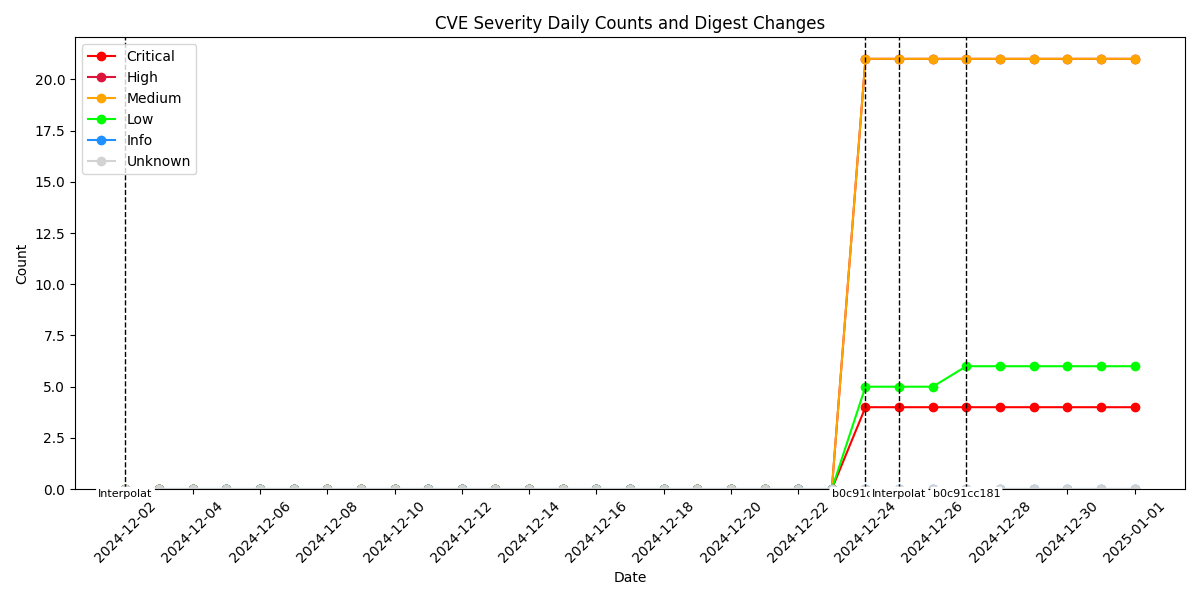 CVE Severity Daily Counts and Digest Changes
Critical
High
Medium
Low
Info
Unknown
Count
20.0
17.5
15.0
12.5
10.0
7.5
5.0
2.5
0.0
Interpolat
b0c91c
Interpolat
b0c91cc181
2024-12-02
2024-12-04
2024-12-06
2024-12-08
2024-12-10
2024-12-12
2024-12-14
2024-12-16
2024-12-18
2024-12-20
2024-12-22
2024-12-24
2024-12-26
2024-12-28
2024-12-30
2025-01-01
Date